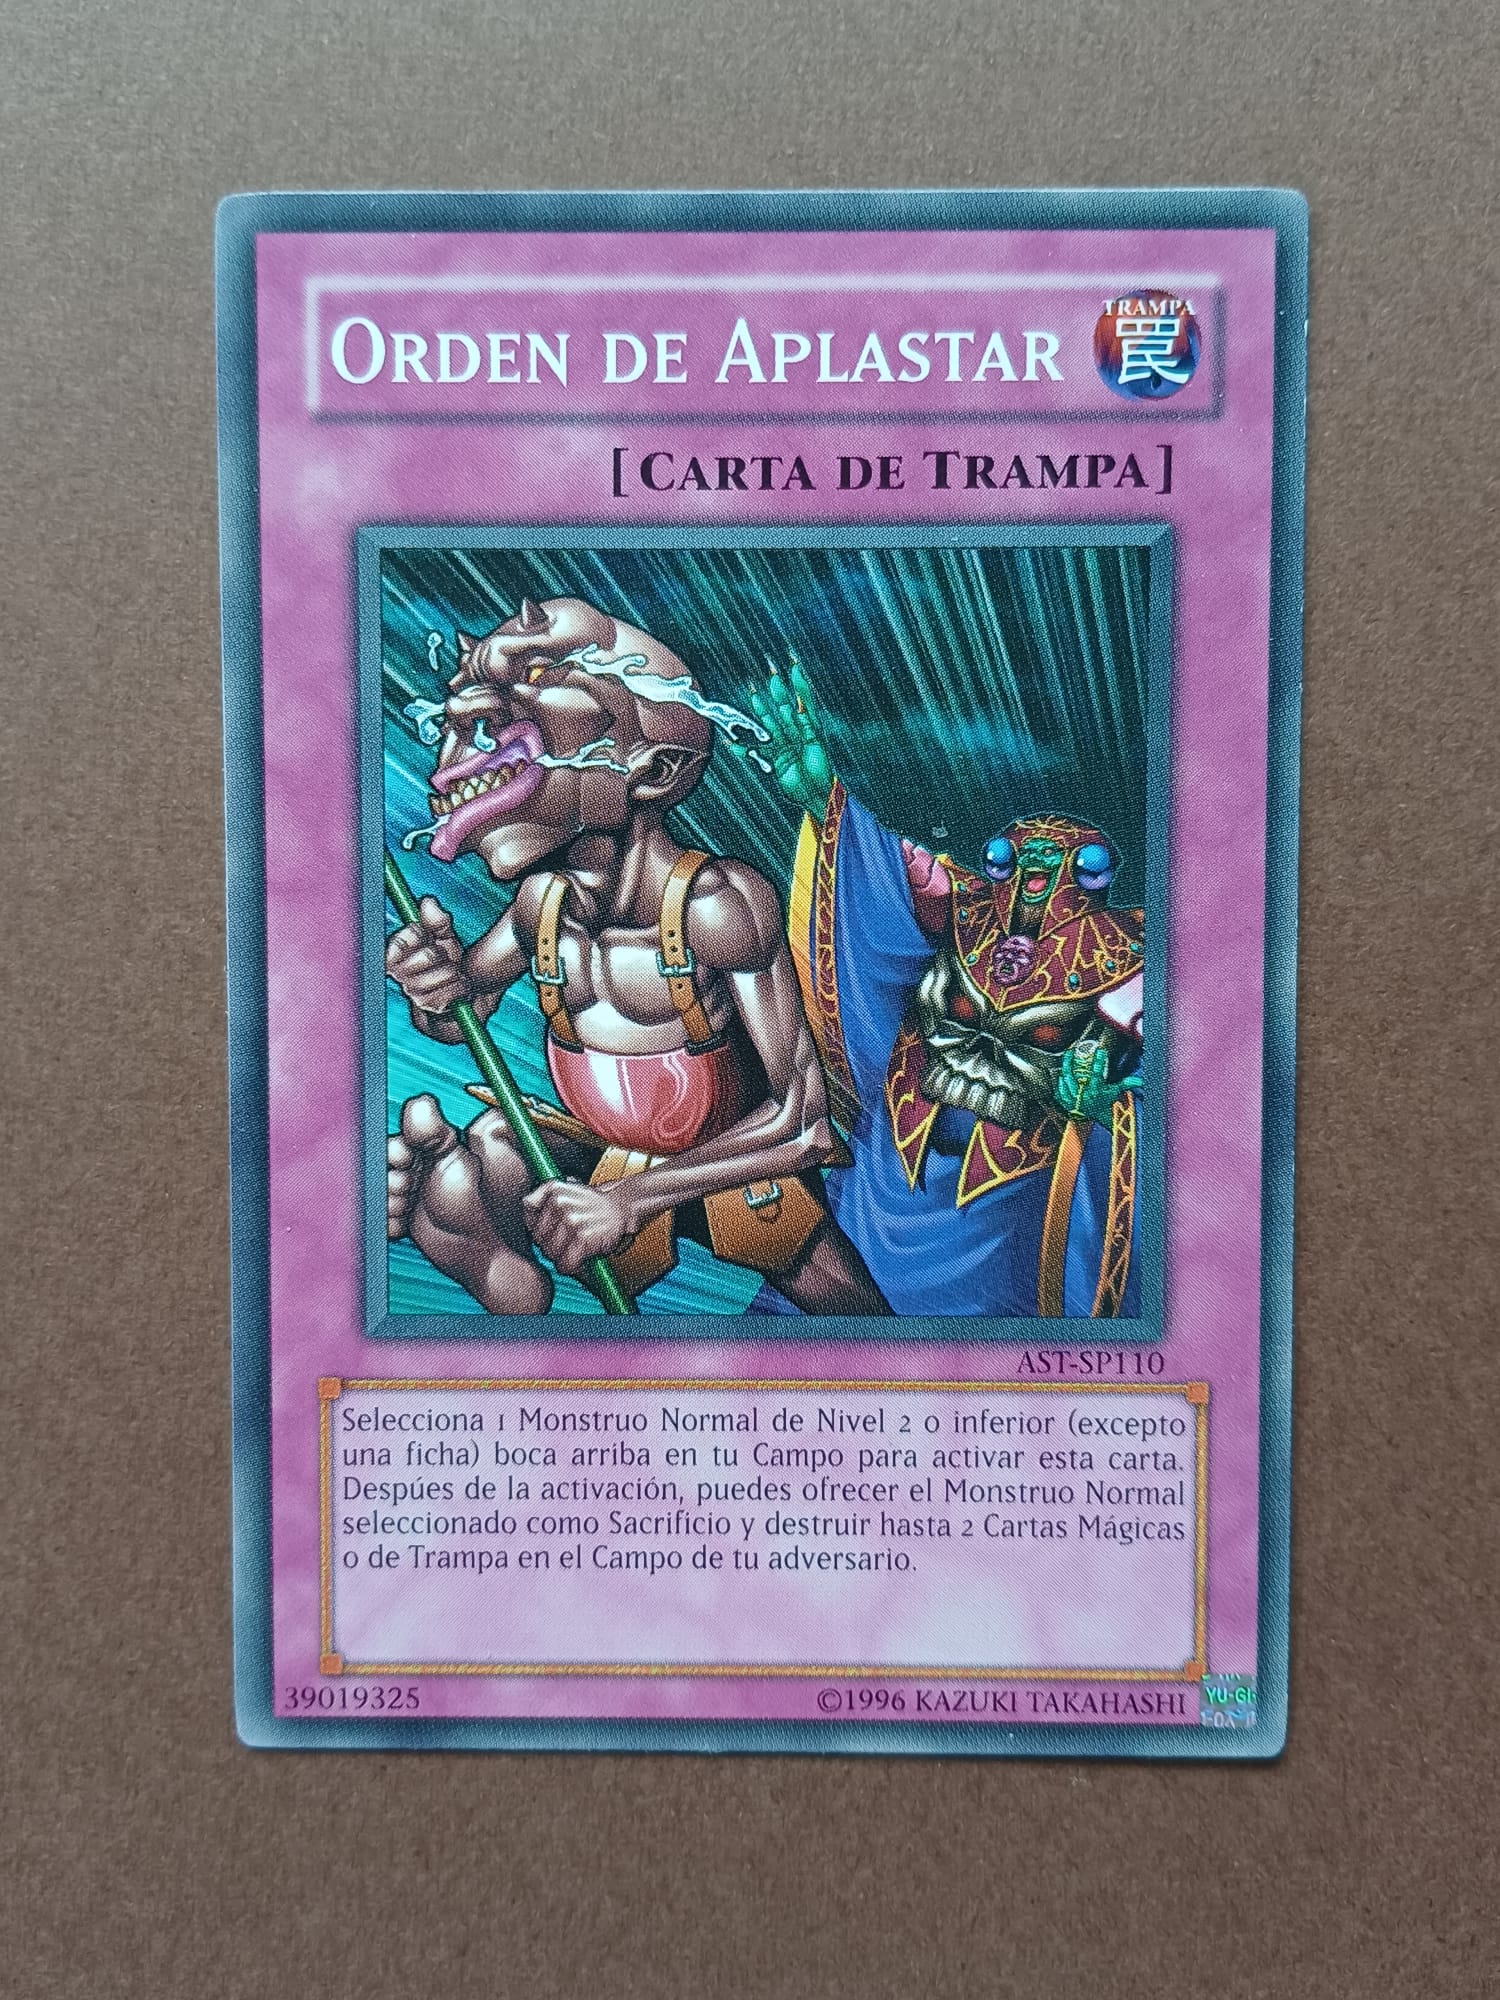 ORDEN DE APLASTAR
TRAMPA
罠
[CARTA DE TRAMPA]
AST-SP110
Selecciona 1 Monstruo Normal de Nivel 2 o inferior (excepto
una ficha) boca arriba en tu Campo para activar esta carta.
Despúes de la activación, puedes ofrecer el Monstruo Normal
seleccionado como Sacrificio y destruir hasta 2 Cartas Mágicas
o de Trampa en el Campo de tu adversario.
39019325
©1996 KAZUKI TAKAHASHI
YU-GI-